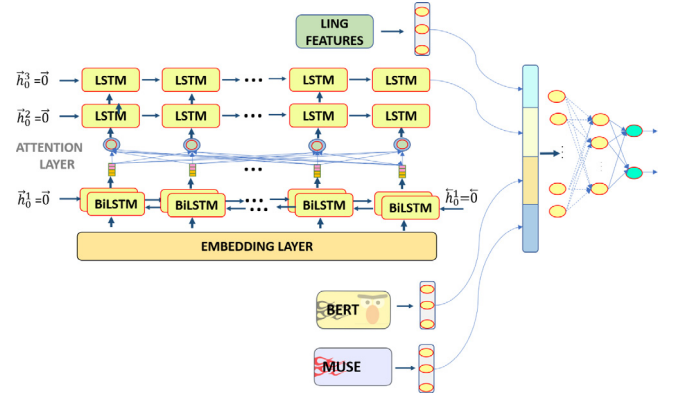 LING
FEATURES
h⃗₀³=0⃗
LSTM LSTM ... LSTM LSTM
h⃗₀²=0⃗
LSTM LSTM ... LSTM LSTM
ATTENTION
LAYER
...
h⃗₀¹=0⃗
BiLSTM BiLSTM ... BiLSTM BiLSTM
h⃖₀¹=0⃖
EMBEDDING LAYER
BERT
MUSE